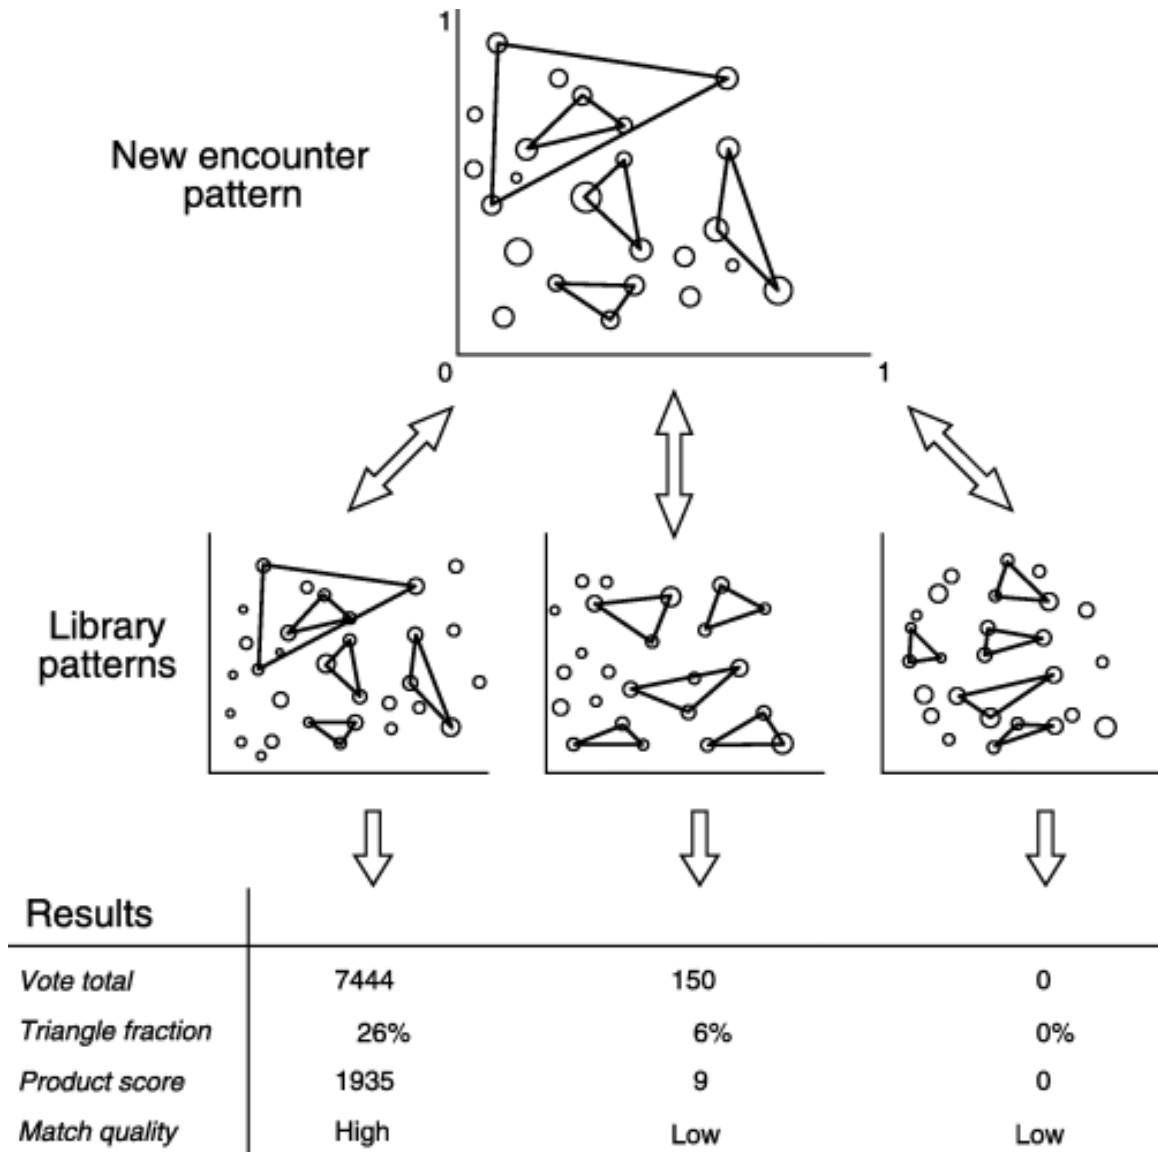 1
New encounter
pattern
0
1
Library
patterns
Results
Vote total 7444 150 0
Triangle fraction 26% 6% 0%
Product score 1935 9 0
Match quality High Low Low